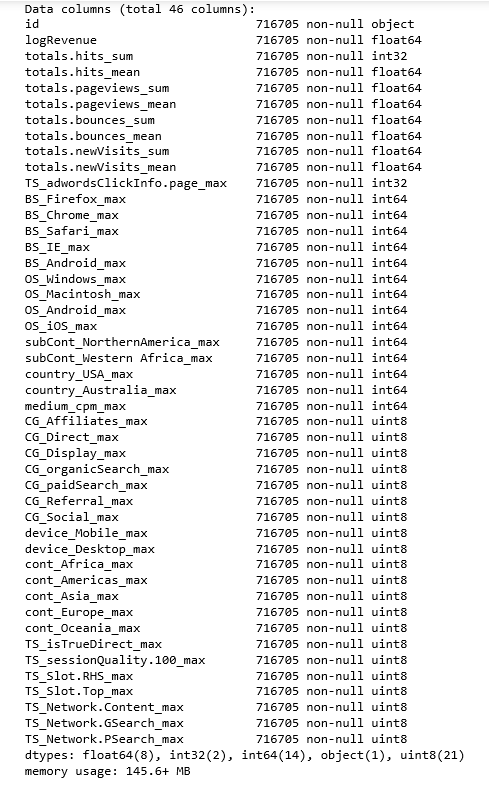 Data columns (total 46 columns):
id 716705 non-null object
logRevenue 716705 non-null float64
totals.hits_sum 716705 non-null int32
totals.hits_mean 716705 non-null float64
totals.pageviews_sum 716705 non-null float64
totals.pageviews_mean 716705 non-null float64
totals.bounces_sum 716705 non-null float64
totals.bounces_mean 716705 non-null float64
totals.newVisits_sum 716705 non-null float64
totals.newVisits_mean 716705 non-null float64
TS_adwordsClickInfo.page_max 716705 non-null int32
BS_Firefox_max 716705 non-null int64
BS_Chrome_max 716705 non-null int64
BS_Safari_max 716705 non-null int64
BS_IE_max 716705 non-null int64
BS_Android_max 716705 non-null int64
OS_Windows_max 716705 non-null int64
OS_Macintosh_max 716705 non-null int64
OS_Android_max 716705 non-null int64
OS_iOS_max 716705 non-null int64
subCont_NorthernAmerica_max 716705 non-null int64
subCont_Western Africa_max 716705 non-null int64
country_USA_max 716705 non-null int64
country_Australia_max 716705 non-null int64
medium_cpm_max 716705 non-null int64
CG_Affiliates_max 716705 non-null uint8
CG_Direct_max 716705 non-null uint8
CG_Display_max 716705 non-null uint8
CG_organicSearch_max 716705 non-null uint8
CG_paidSearch_max 716705 non-null uint8
CG_Referral_max 716705 non-null uint8
CG_Social_max 716705 non-null uint8
device_Mobile_max 716705 non-null uint8
device_Desktop_max 716705 non-null uint8
cont_Africa_max 716705 non-null uint8
cont_Americas_max 716705 non-null uint8
cont_Asia_max 716705 non-null uint8
cont_Europe_max 716705 non-null uint8
cont_Oceania_max 716705 non-null uint8
TS_isTrueDirect_max 716705 non-null uint8
TS_sessionQuality.100_max 716705 non-null uint8
TS_Slot.RHS_max 716705 non-null uint8
TS_Slot.Top_max 716705 non-null uint8
TS_Network.Content_max 716705 non-null uint8
TS_Network.GSearch_max 716705 non-null uint8
TS_Network.PSearch_max 716705 non-null uint8
dtypes: float64(8), int32(2), int64(14), object(1), uint8(21)
memory usage: 145.6+ MB